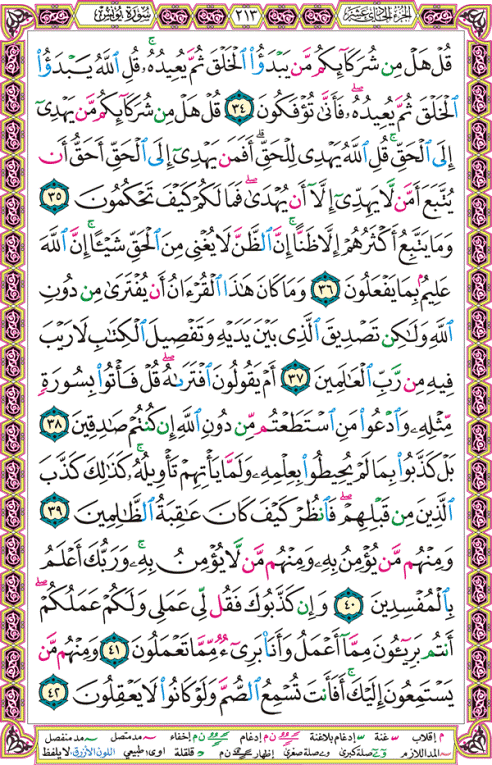 الجزء الحادي عشر ٢١٣ سورة يونس
قُلْ هَلْ مِن شُرَكَآئِكُم مَّن يَبْدَؤُا۟ ٱلْخَلْقَ ثُمَّ يُعِيدُهُۥ ۚ قُلِ ٱللَّهُ يَبْدَؤُا۟
ٱلْخَلْقَ ثُمَّ يُعِيدُهُۥ ۖ فَأَنَّىٰ تُؤْفَكُونَ ٣٤ قُلْ هَلْ مِن شُرَكَآئِكُم مَّن يَهْدِىٓ
إِلَى ٱلْحَقِّ ۚ قُلِ ٱللَّهُ يَهْدِى لِلْحَقِّ ۗ أَفَمَن يَهْدِىٓ إِلَى ٱلْحَقِّ أَحَقُّ أَن
يُتَّبَعَ أَمَّن لَّا يَهِدِّىٓ إِلَّآ أَن يُهْدَىٰ ۖ فَمَا لَكُمْ كَيْفَ تَحْكُمُونَ ٣٥
وَمَا يَتَّبِعُ أَكْثَرُهُمْ إِلَّا ظَنًّا ۚ إِنَّ ٱلظَّنَّ لَا يُغْنِى مِنَ ٱلْحَقِّ شَيْـًٔا ۚ إِنَّ ٱللَّهَ
عَلِيمٌۢ بِمَا يَفْعَلُونَ ٣٦ وَمَا كَانَ هَـٰذَا ٱلْقُرْءَانُ أَن يُفْتَرَىٰ مِن دُونِ
ٱللَّهِ وَلَـٰكِن تَصْدِيقَ ٱلَّذِى بَيْنَ يَدَيْهِ وَتَفْصِيلَ ٱلْكِتَـٰبِ لَا رَيْبَ
فِيهِ مِن رَّبِّ ٱلْعَـٰلَمِينَ ٣٧ أَمْ يَقُولُونَ ٱفْتَرَىٰهُ ۖ قُلْ فَأْتُوا۟ بِسُورَةٍ
مِّثْلِهِۦ وَٱدْعُوا۟ مَنِ ٱسْتَطَعْتُم مِّن دُونِ ٱللَّهِ إِن كُنتُمْ صَـٰدِقِينَ ٣٨
بَلْ كَذَّبُوا۟ بِمَا لَمْ يُحِيطُوا۟ بِعِلْمِهِۦ وَلَمَّا يَأْتِهِمْ تَأْوِيلُهُۥ ۚ كَذَٰلِكَ كَذَّبَ
ٱلَّذِينَ مِن قَبْلِهِمْ ۖ فَٱنظُرْ كَيْفَ كَانَ عَـٰقِبَةُ ٱلظَّـٰلِمِينَ ٣٩
وَمِنْهُم مَّن يُؤْمِنُ بِهِۦ وَمِنْهُم مَّن لَّا يُؤْمِنُ بِهِۦ ۚ وَرَبُّكَ أَعْلَمُ
بِٱلْمُفْسِدِينَ ٤٠ وَإِن كَذَّبُوكَ فَقُل لِّى عَمَلِى وَلَكُمْ عَمَلُكُمْ ۖ
أَنتُم بَرِيٓـُٔونَ مِمَّآ أَعْمَلُ وَأَنَا۠ بَرِىٓءٌ مِّمَّا تَعْمَلُونَ ٤١ وَمِنْهُم مَّن
يَسْتَمِعُونَ إِلَيْكَ ۚ أَفَأَنتَ تُسْمِعُ ٱلصُّمَّ وَلَوْ كَانُوا۟ لَا يَعْقِلُونَ ٤٢
م إقلاب س غنة إدغام بلاغنة ن م إدغام ن م إخفاء مد متصل مد منفصل
المد اللازم صلة كبرى صلة صغرى إظهار ن م قلقلة اوى: طبيعي اللون الأزرق: لا يلفظ